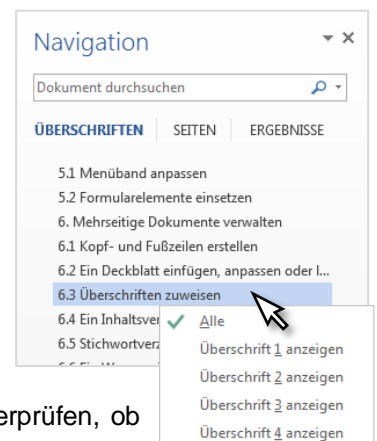 Navigation
Dokument durchsuchen
ÜBERSCHRIFTEN SEITEN ERGEBNISSE
5.1 Menüband anpassen
5.2 Formularelemente einsetzen
6. Mehrseitige Dokumente verwalten
6.1 Kopf- und Fußzeilen erstellen
6.2 Ein Deckblatt einfügen, anpassen oder l...
6.3 Überschriften zuweisen
6.4 Ein Inhaltsver
Alle
6.5 Stichwortverz
Überschrift 1 anzeigen
Überschrift 2 anzeigen
Überschrift 3 anzeigen
erprüfen, ob
Überschrift 4 anzeigen